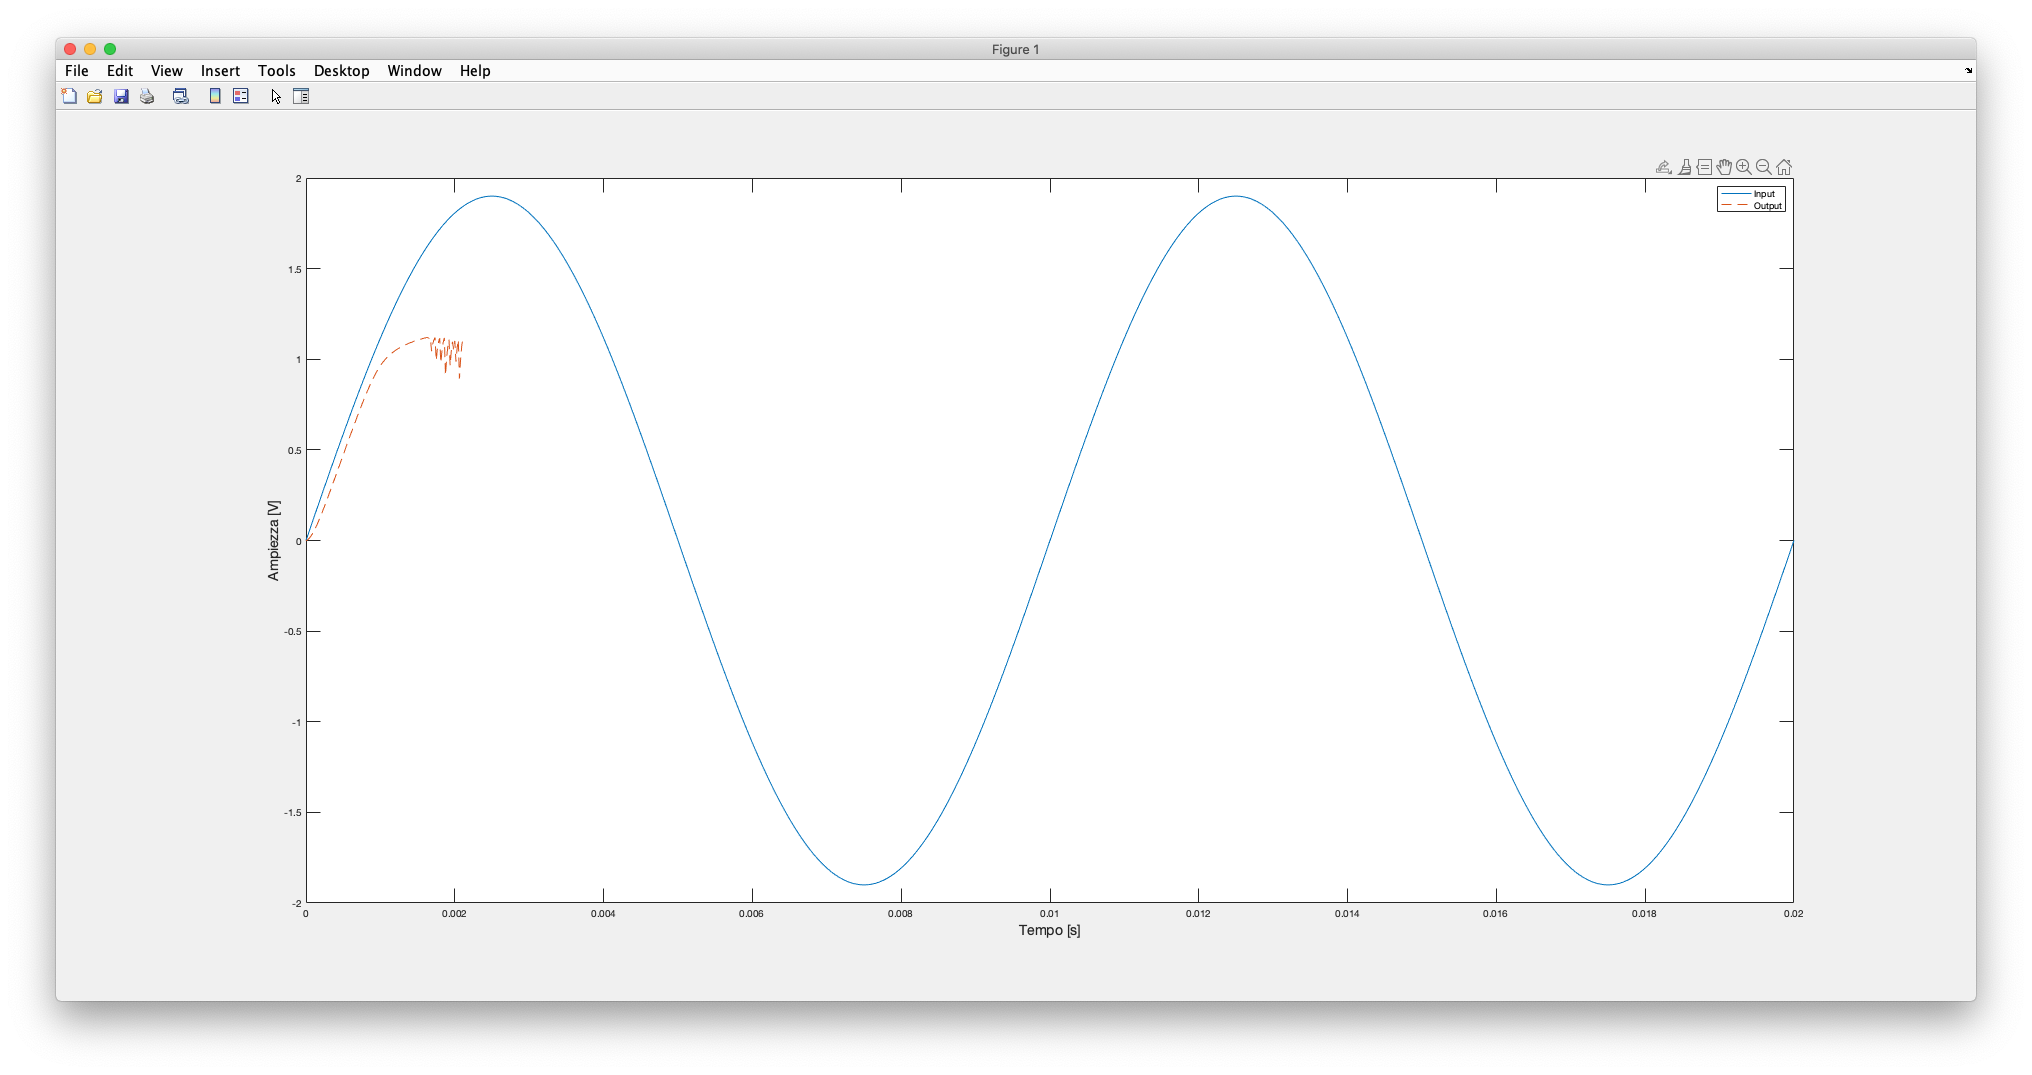 Figure 1
File Edit View Insert Tools Desktop Window Help
Input
Output
2
1.5
1
0.5
0
-0.5
-1
-1.5
-2
Ampiezza [V]
0 0.002 0.004 0.006 0.008 0.01 0.012 0.014 0.016 0.018 0.02
Tempo [s]